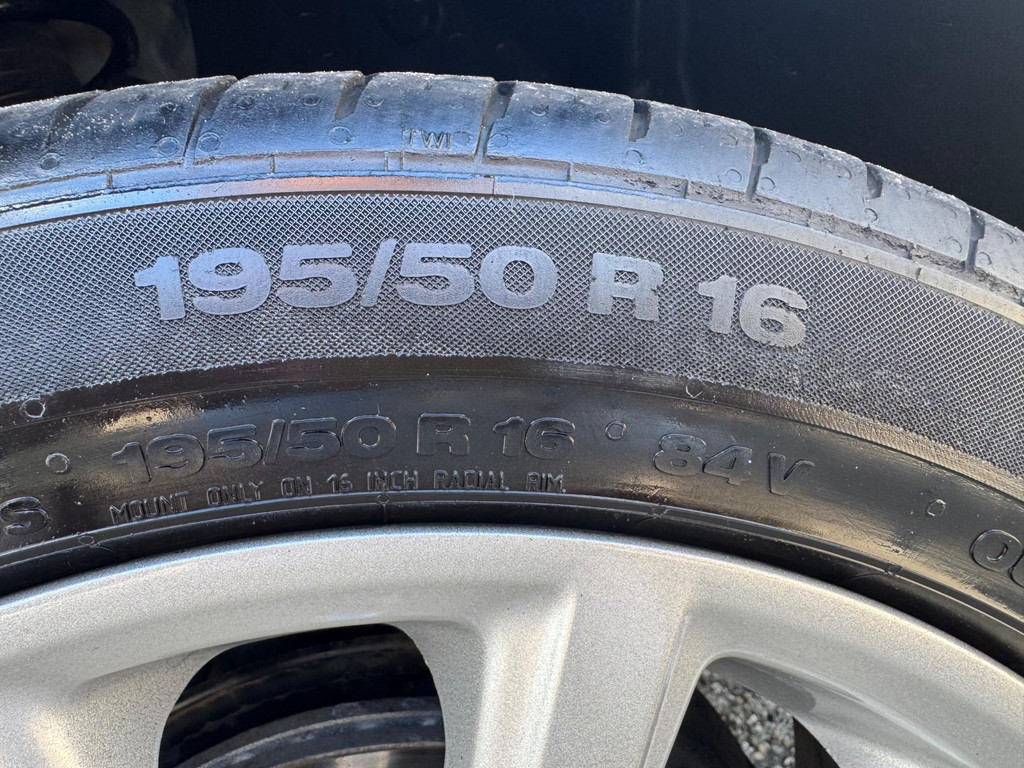 TWI
195/50 R 16
195/50 R 16 84 V
MOUNT ONLY ON 16 INCH RADIAL RIM.
S